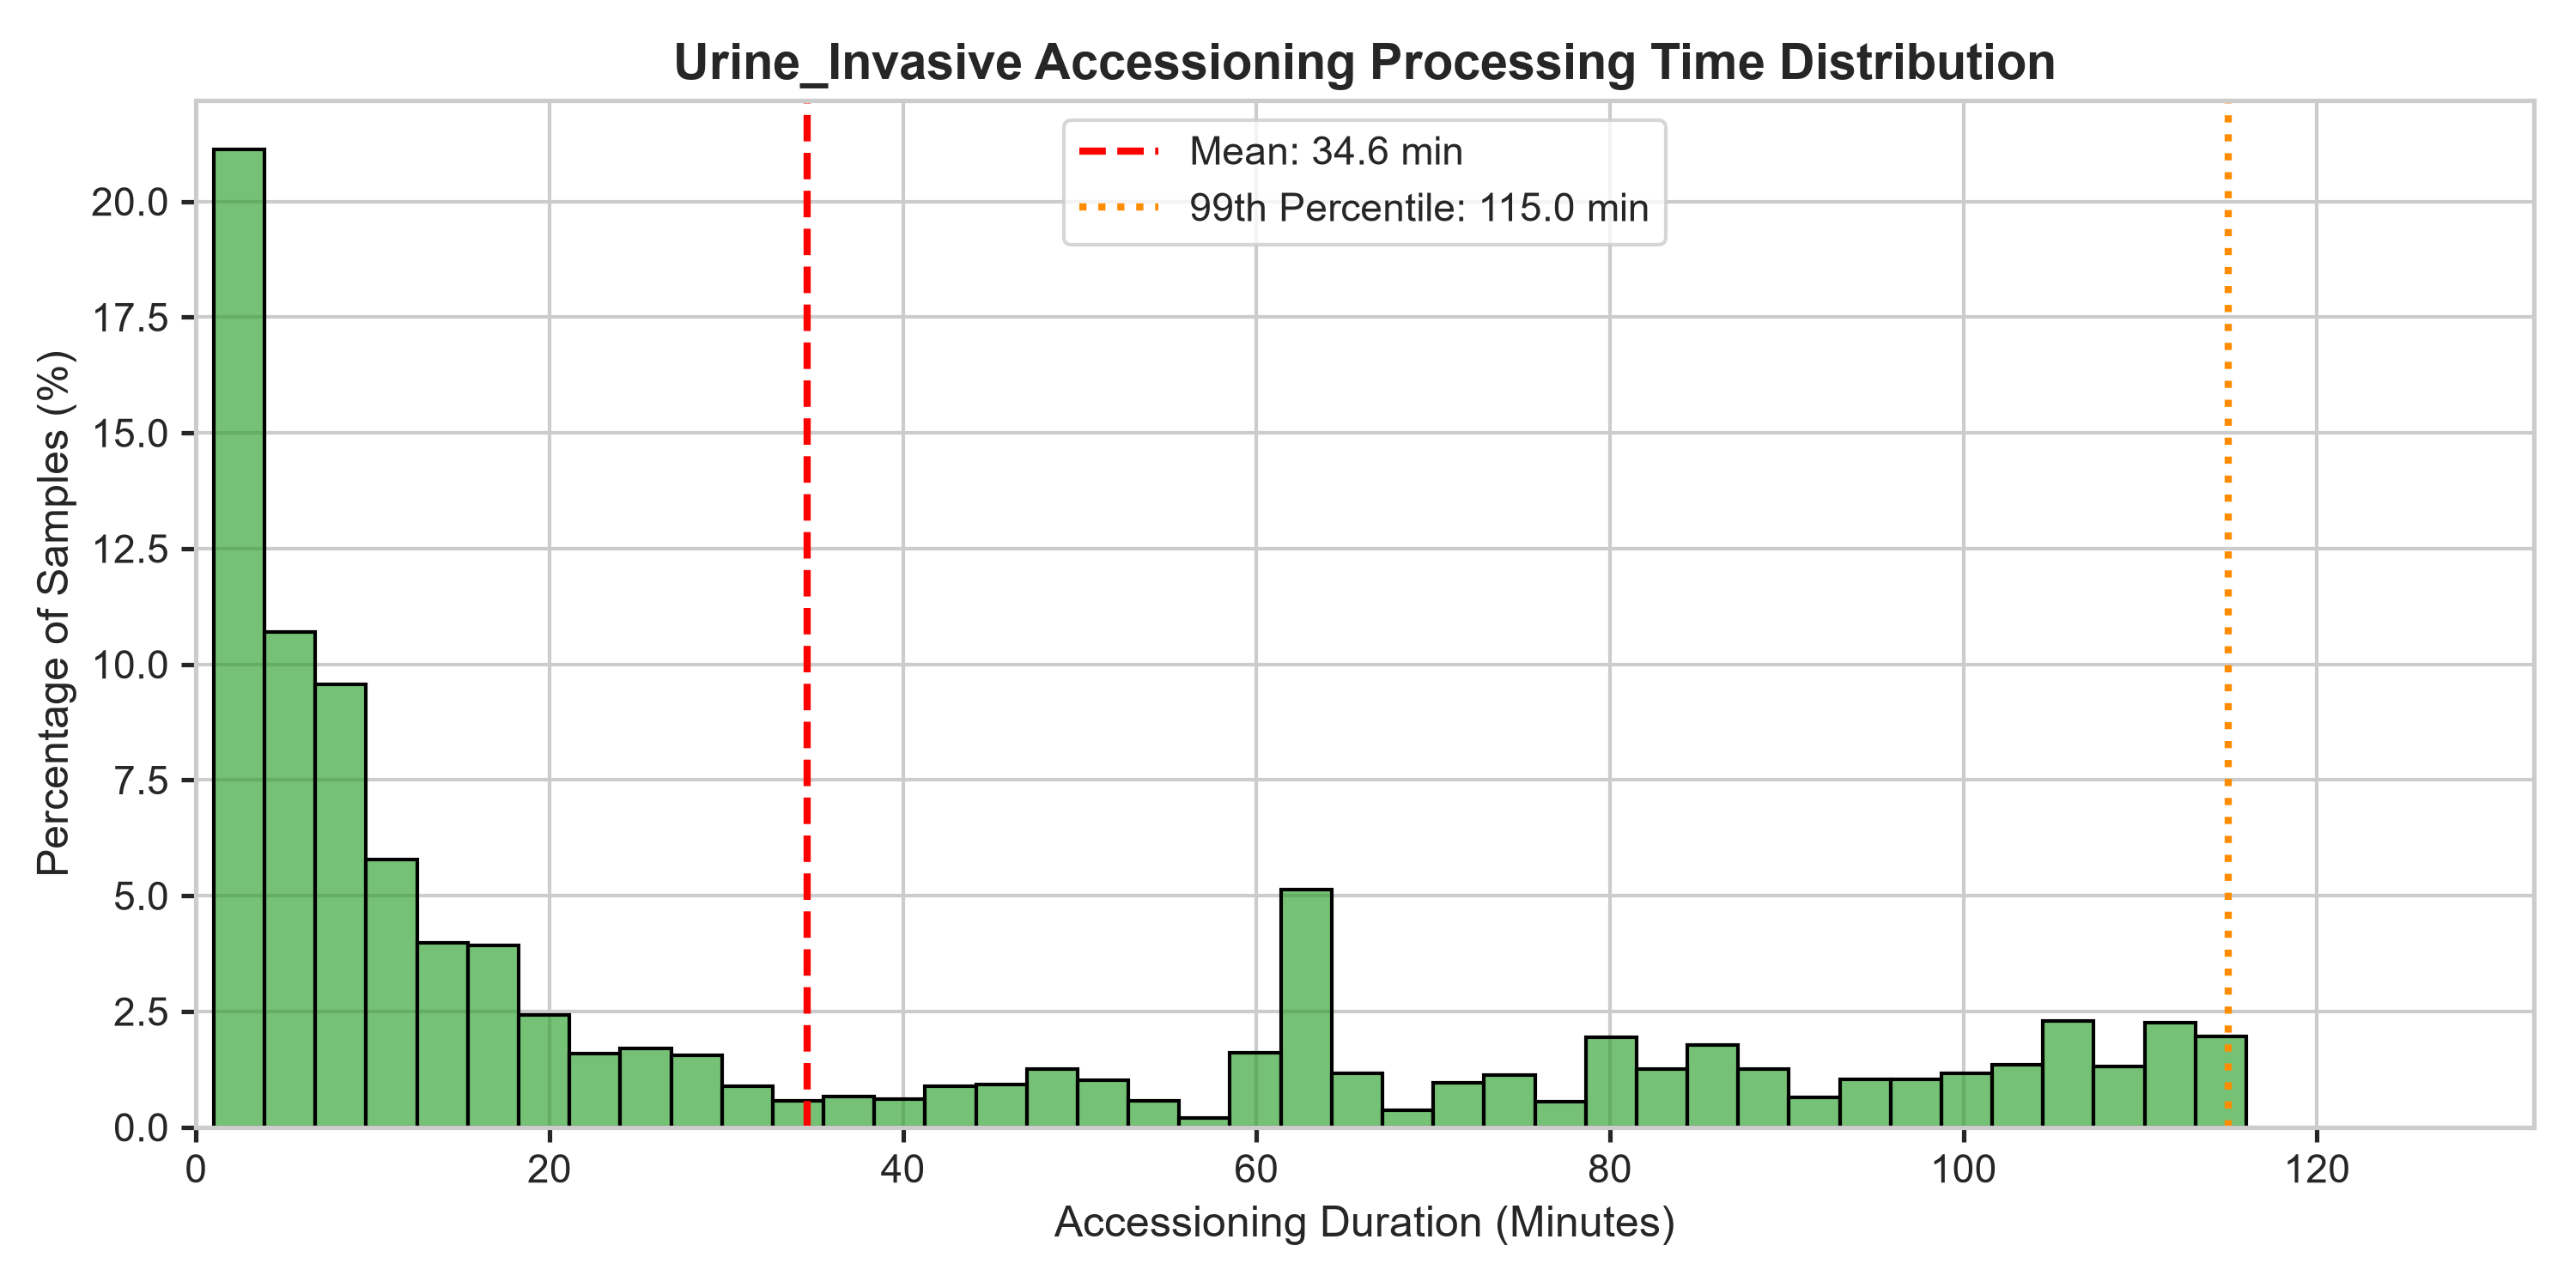 Urine_Invasive Accessioning Processing Time Distribution
Mean: 34.6 min
99th Percentile: 115.0 min
Percentage of Samples (%)
20.0
17.5
15.0
12.5
10.0
7.5
5.0
2.5
0.0
0 20 40 60 80 100 120
Accessioning Duration (Minutes)